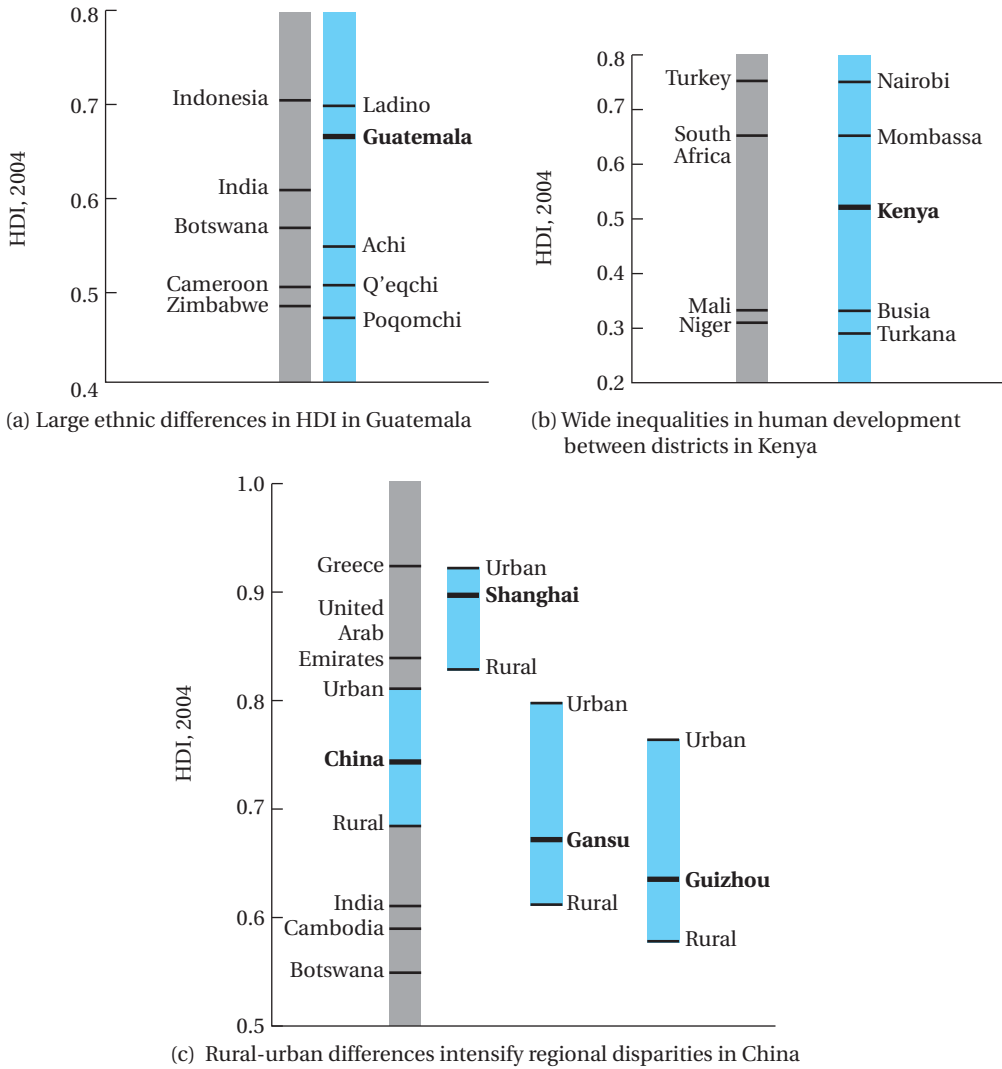 HDI, 2004
0.8
0.7
0.6
0.5
0.4
Indonesia
India
Botswana
Cameroon
Zimbabwe
Ladino
Guatemala
Achi
Q’eqchi
Poqomchi
(a) Large ethnic differences in HDI in Guatemala
HDI, 2004
0.8
0.7
0.6
0.5
0.4
0.3
0.2
Turkey
South
Africa
Mali
Niger
Nairobi
Mombassa
Kenya
Busia
Turkana
(b) Wide inequalities in human development
between districts in Kenya
HDI, 2004
1.0
0.9
0.8
0.7
0.6
0.5
Greece
United
Arab
Emirates
Urban
China
Rural
India
Cambodia
Botswana
Urban
Shanghai
Rural
Urban
Gansu
Rural
Urban
Guizhou
Rural
(c) Rural-urban differences intensify regional disparities in China